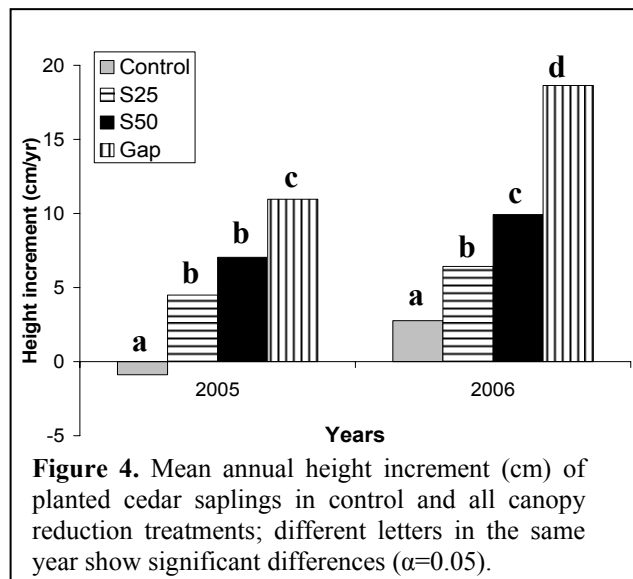 20
Control
S25
S50
Gap
15
10
5
0
-5
Height increment (cm/yr)
a
b
b
c
a
b
c
d
2005
2006
Years
Figure 4. Mean annual height increment (cm) of
planted cedar saplings in control and all canopy
reduction treatments; different letters in the same
year show significant differences (α=0.05).